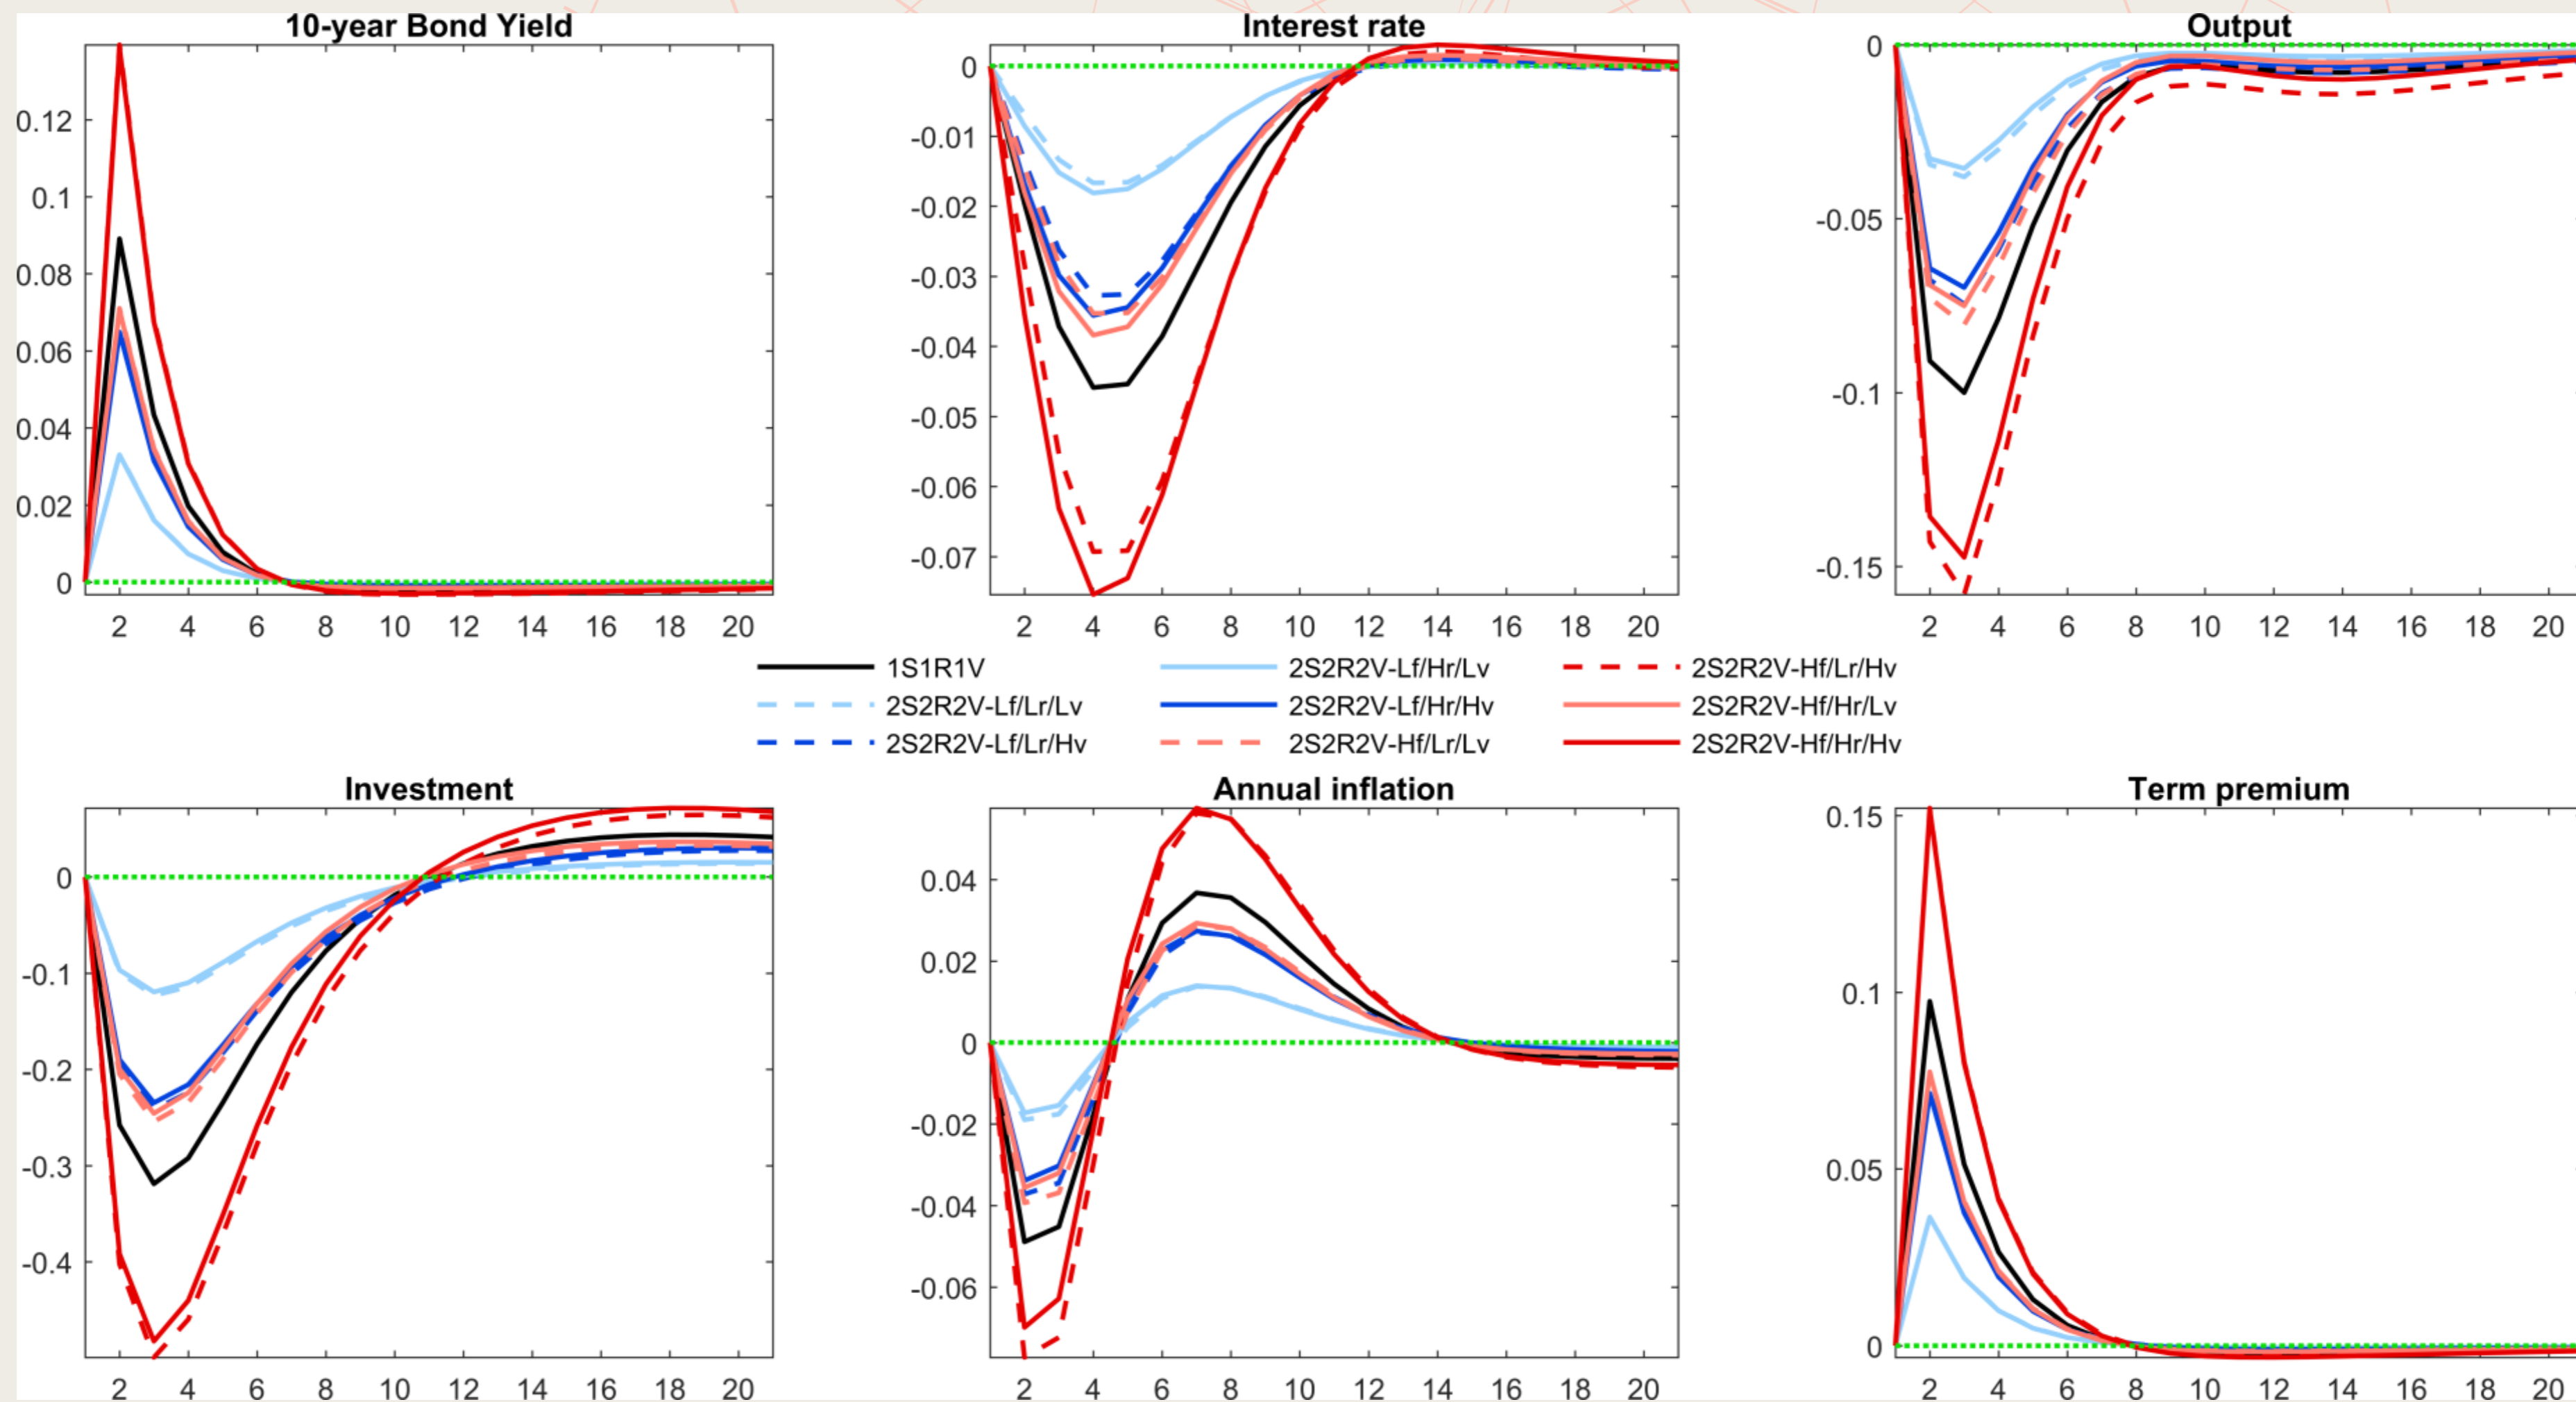 10-year Bond Yield
0.12
0.1
0.08
0.06
0.04
0.02
0
2 4 6 8 10 12 14 16 18 20
Interest rate
0
-0.01
-0.02
-0.03
-0.04
-0.05
-0.06
-0.07
2 4 6 8 10 12 14 16 18 20
Output
0
-0.05
-0.1
-0.15
2 4 6 8 10 12 14 16 18 20
1S1R1V
2S2R2V-Lf/Lr/Lv
2S2R2V-Lf/Lr/Hv
2S2R2V-Lf/Hr/Lv
2S2R2V-Lf/Hr/Hv
2S2R2V-Hf/Lr/Lv
2S2R2V-Hf/Lr/Hv
2S2R2V-Hf/Hr/Lv
2S2R2V-Hf/Hr/Hv
Investment
0
-0.1
-0.2
-0.3
-0.4
2 4 6 8 10 12 14 16 18 20
Annual inflation
0.04
0.02
0
-0.02
-0.04
-0.06
2 4 6 8 10 12 14 16 18 20
Term premium
0.15
0.1
0.05
0
2 4 6 8 10 12 14 16 18 20